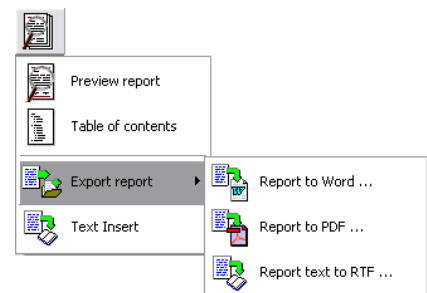 Preview report
Table of contents
Export report
Text Insert
Report to Word ...
Report to PDF ...
Report text to RTF ...